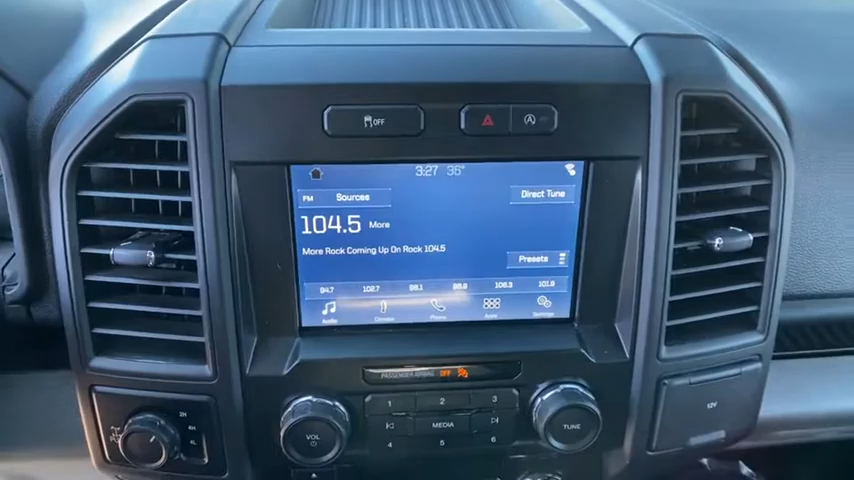 OFF
3:27 36°
FM Sources Direct Tune
104.5 More
More Rock Coming Up On Rock 104.5
Presets
94.7 102.7 98.1 98.9 106.3 101.9
Audio Climate Phone Apps Settings
PASSENGER AIRBAG OFF
1 2 3
MEDIA
4 5 6
VOL
TUNE
2H
4H
4L
12V